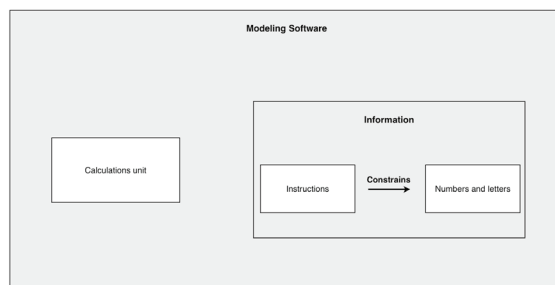 Modeling Software
Information
Calculations unit
Instructions
Constrains
Numbers and letters